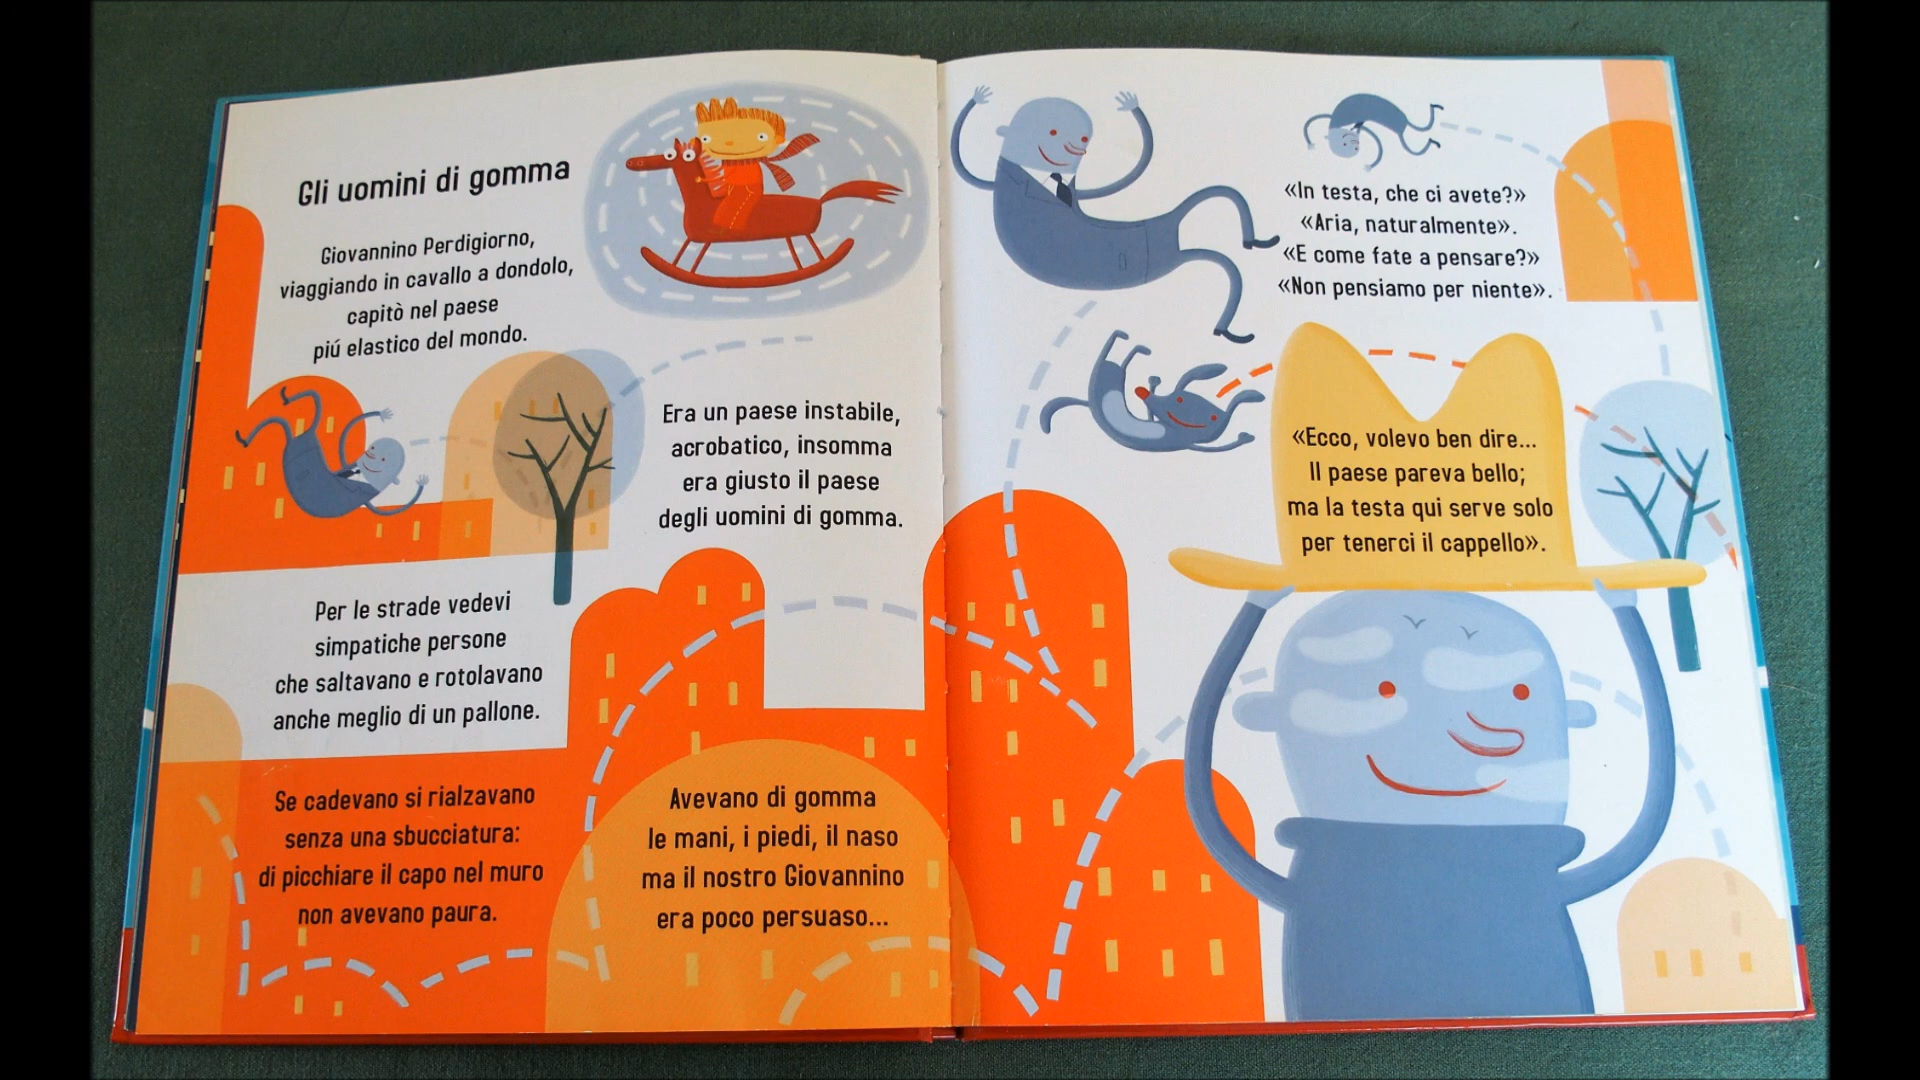 Gli uomini di gomma
Giovannino Perdigiorno,
viaggiando in cavallo a dondolo,
capitò nel paese
piú elastico del mondo.
Era un paese instabile,
acrobatico, insomma
era giusto il paese
degli uomini di gomma.
Per le strade vedevi
simpatiche persone
che saltavano e rotolavano
anche meglio di un pallone.
Se cadevano si rialzavano
senza una sbucciatura:
di picchiare il capo nel muro
non avevano paura.
Avevano di gomma
le mani, i piedi, il naso
ma il nostro Giovannino
era poco persuaso...
«In testa, che ci avete?»
«Aria, naturalmente».
«E come fate a pensare?»
«Non pensiamo per niente».
«Ecco, volevo ben dire...
Il paese pareva bello;
ma la testa qui serve solo
per tenerci il cappello».